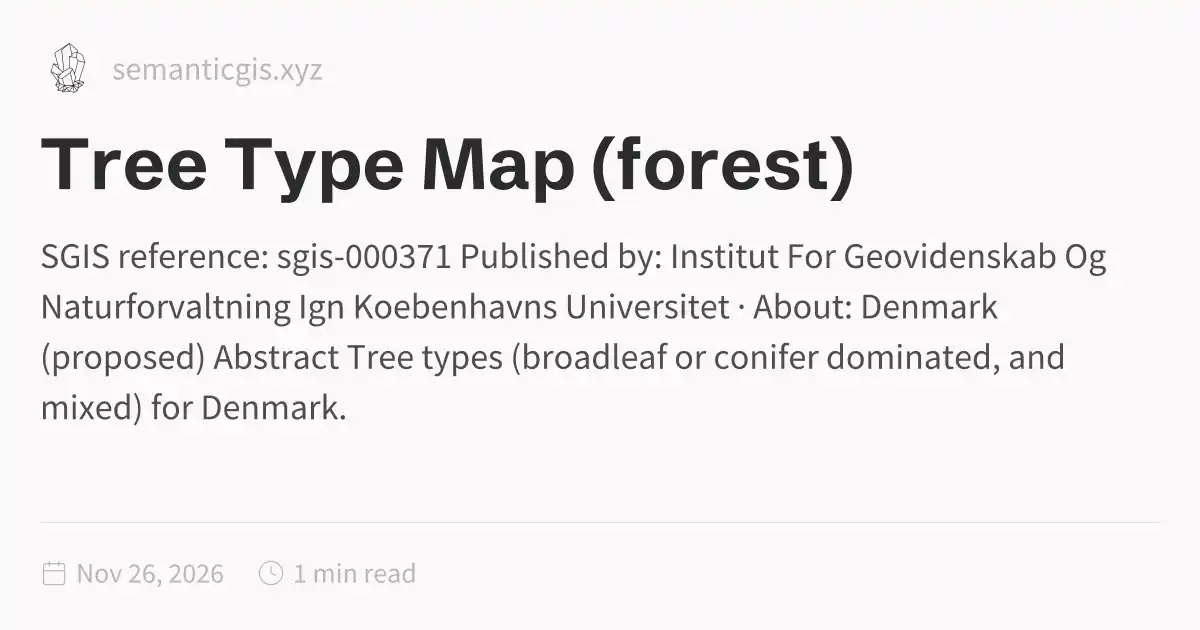 semanticgis.xyz
Tree Type Map (forest)
SGIS reference: sgis-000371 Published by: Institut For Geovidenskab Og
Naturforvaltning Ign Koebenhavns Universitet · About: Denmark
(proposed) Abstract Tree types (broadleaf or conifer dominated, and
mixed) for Denmark.
Nov 26, 2026 1 min read